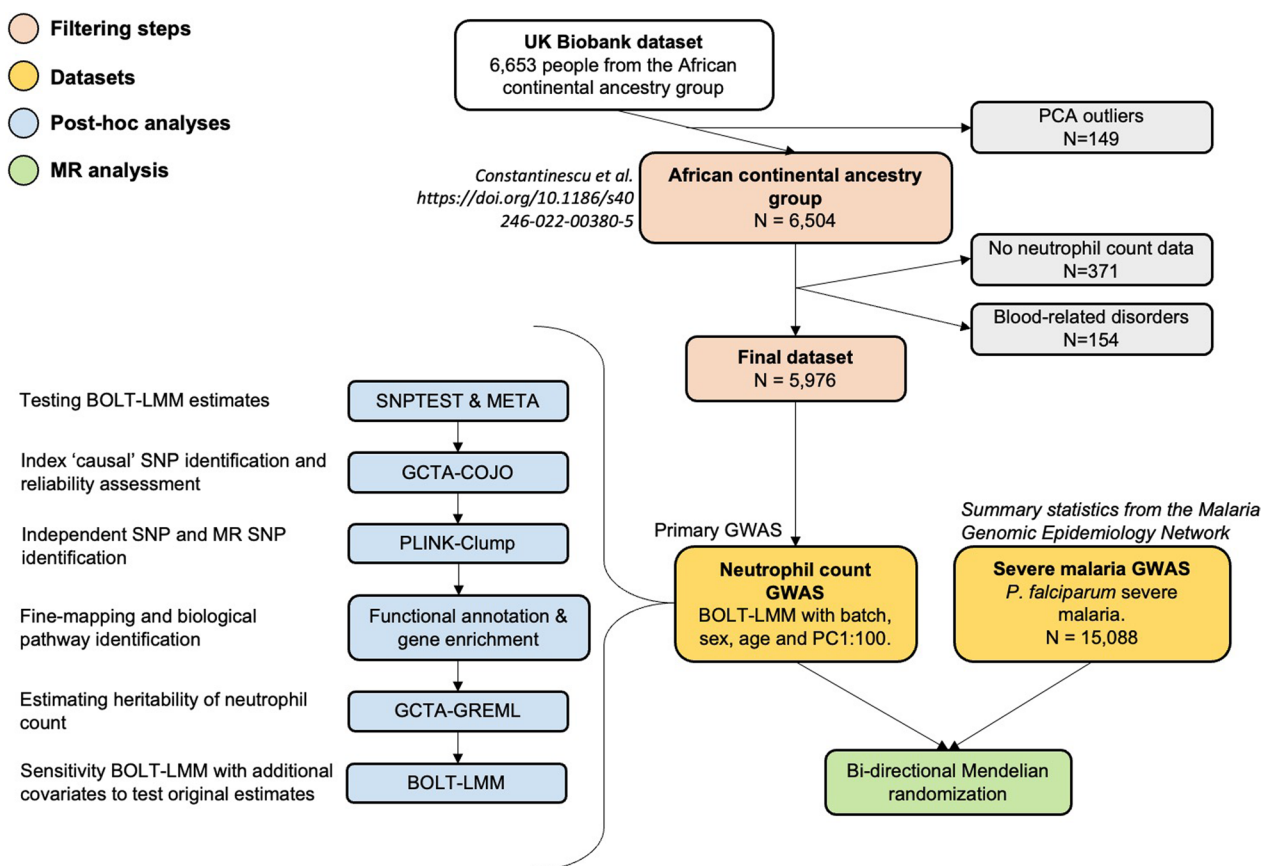 Filtering steps
Datasets
Post-hoc analyses
MR analysis
UK Biobank dataset
6,653 people from the African
continental ancestry group
PCA outliers
N=149
Constantinescu et al.
https://doi.org/10.1186/s40
246-022-00380-5
African continental ancestry
group
N = 6,504
No neutrophil count data
N=371
Blood-related disorders
N=154
Final dataset
N = 5,976
Testing BOLT-LMM estimates
SNPTEST & META
Index ‘causal’ SNP identification and
reliability assessment
GCTA-COJO
Independent SNP and MR SNP
identification
PLINK-Clump
Fine-mapping and biological
pathway identification
Functional annotation &
gene enrichment
Estimating heritability of neutrophil
count
GCTA-GREML
Sensitivity BOLT-LMM with additional
covariates to test original estimates
BOLT-LMM
Primary GWAS
Neutrophil count
GWAS
BOLT-LMM with batch,
sex, age and PC1:100.
Summary statistics from the Malaria
Genomic Epidemiology Network
Severe malaria GWAS
P. falciparum severe
malaria.
N = 15,088
Bi-directional Mendelian
randomization